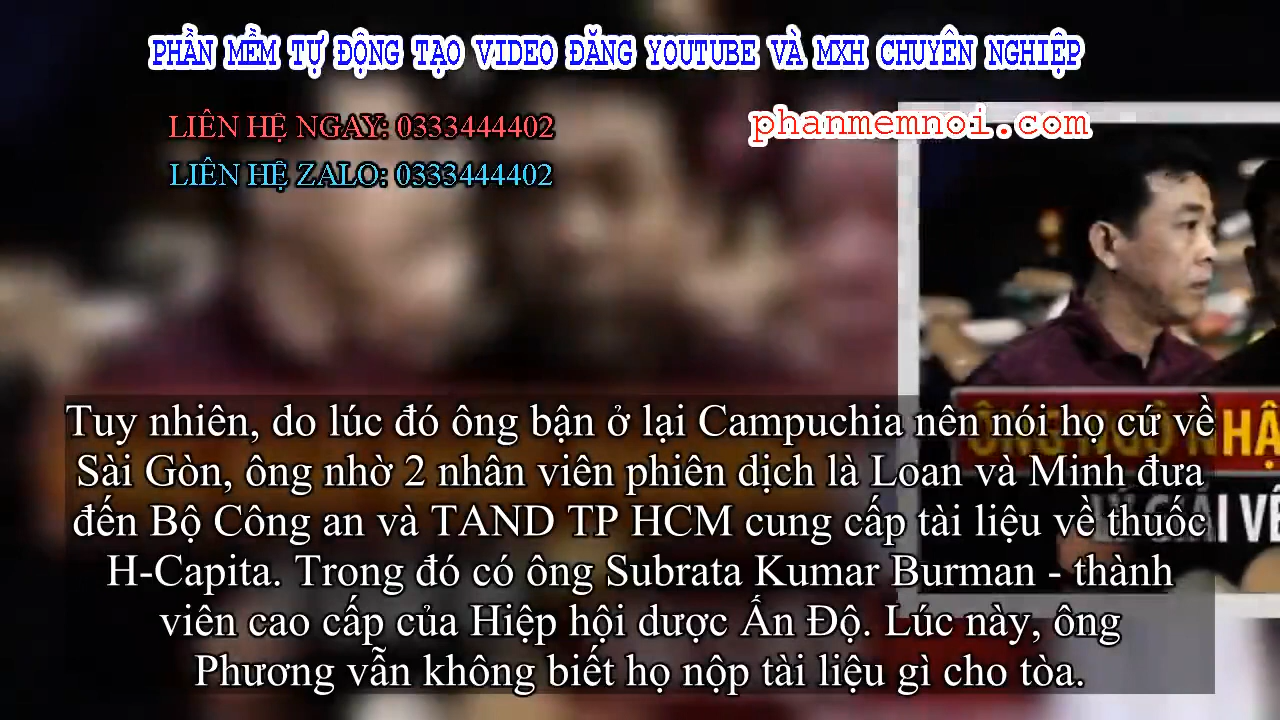 PHẦN MỀM TỰ ĐỘNG TẠO VIDEO ĐĂNG YOUTUBE VÀ MXH CHUYÊN NGHIỆP
LIÊN HỆ NGAY: 0333444402
phanmemnoi.com
LIÊN HỆ ZALO: 0333444402
Tuy nhiên, do lúc đó ông bận ở lại Campuchia nên nói họ cứ về
Sài Gòn, ông nhờ 2 nhân viên phiên dịch là Loan và Minh đưa
đến Bộ Công an và TAND TP HCM cung cấp tài liệu về thuốc
H-Capita. Trong đó có ông Subrata Kumar Burman - thành
viên cao cấp của Hiệp hội dược Ấn Độ. Lúc này, ông
Phương vẫn không biết họ nộp tài liệu gì cho tòa.
ÔNG NGÔ NHẬ